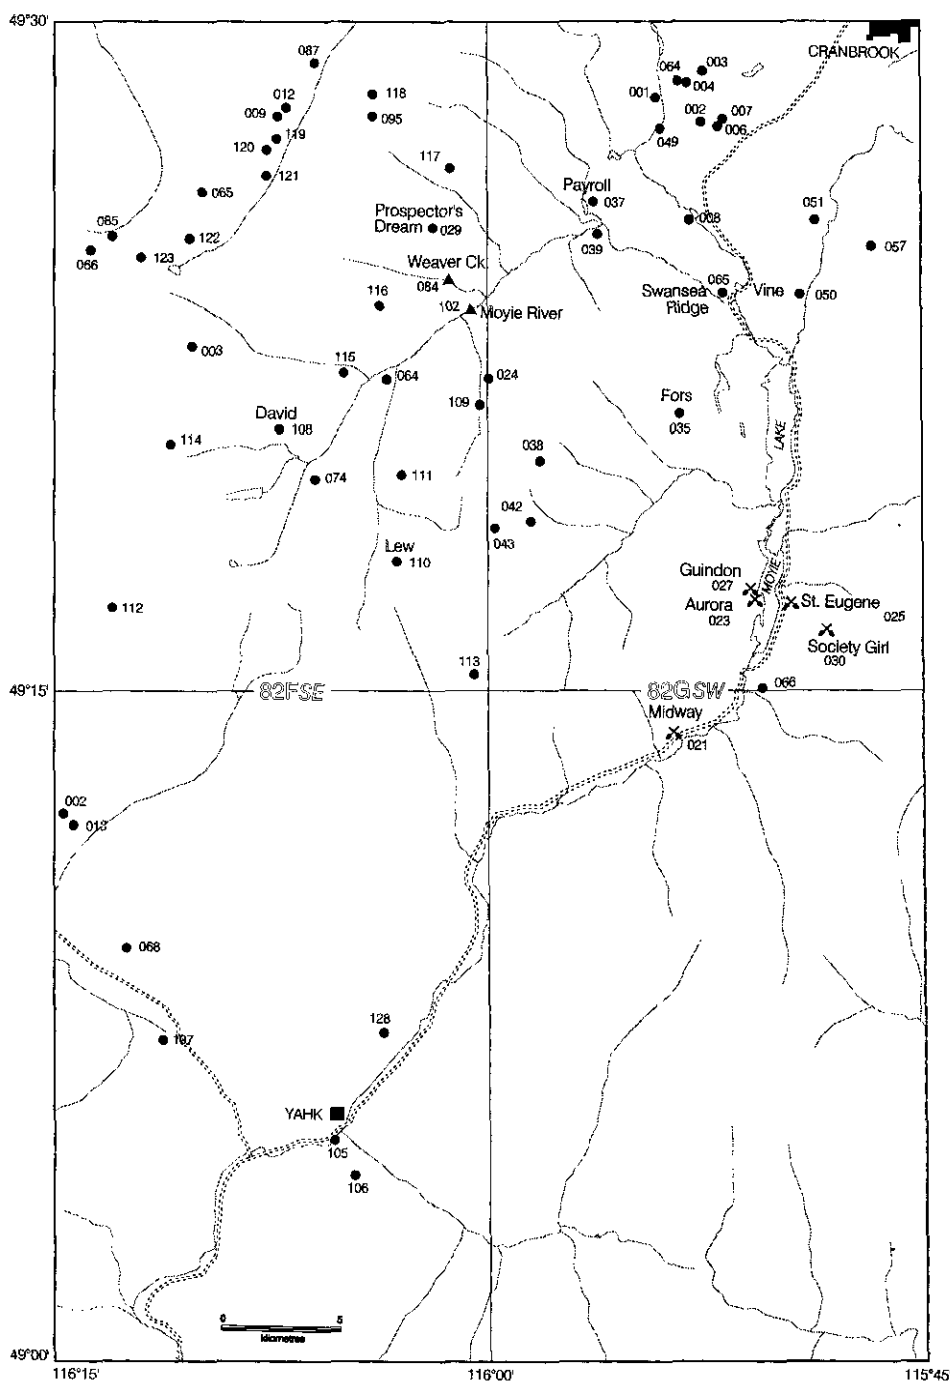 49°30'
087
CRANBROOK
003
064
004
118
001
012
009
095
002
007
006
119
049
120
117
121
Payroll
065
037
051
Prospector's
008
085
Dream 029
122
039
057
066
123
Weaver Ck.
084
065
Swansea
Vine
050
116
102
Moyie River
Ridge
003
115
064
024
Fors
109
David
035
108
LAKE
114
038
074
111
042
043
Lew
110
Guindon
027
MOYIE
Aurora
St. Eugene
112
023
025
Society Girl
030
113
066
49°15'
82FSE
82GSW
Midway
021
002
013
068
128
107
YAHK
105
106
0 5
kilometres
49°00'
116°15'
116°00'
115°45'